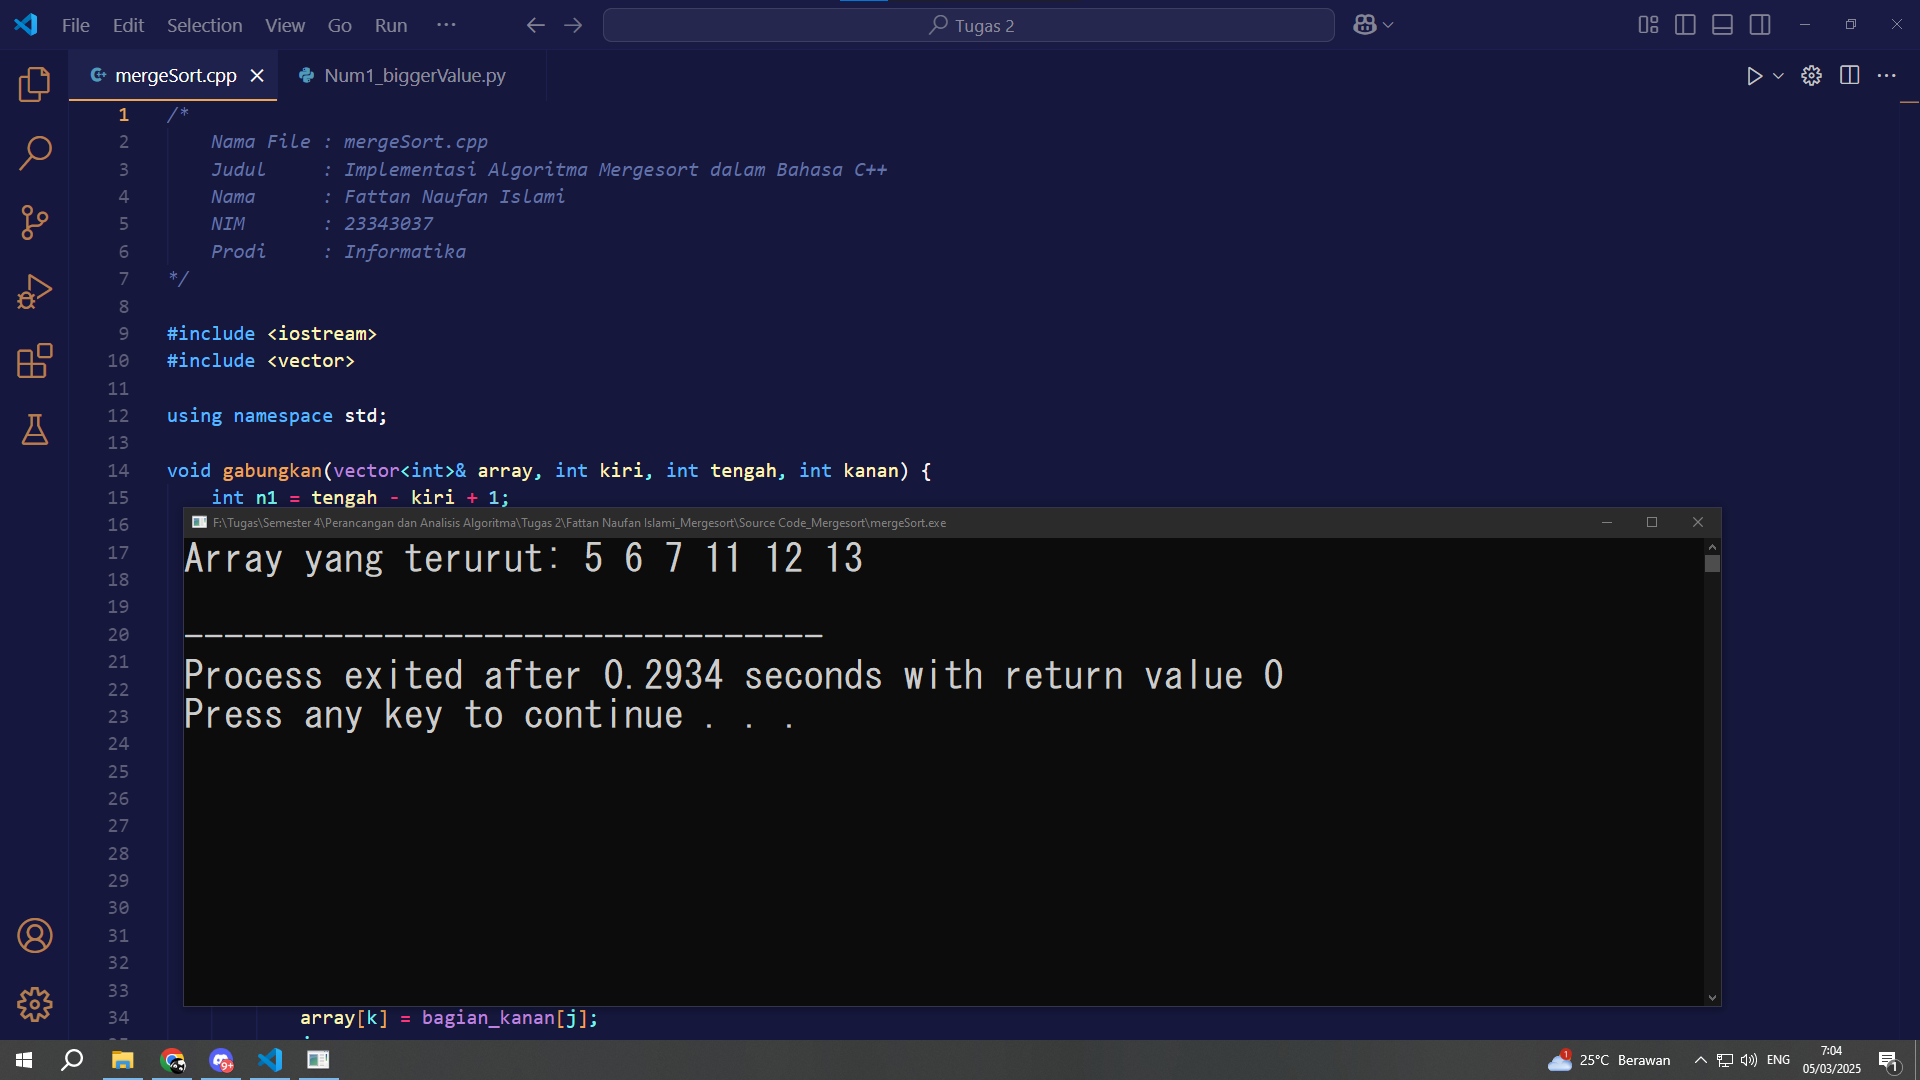 File Edit Selection View Go Run ···
Tugas 2
mergeSort.cpp
Num1_biggerValue.py
1 /*
2 Nama File : mergeSort.cpp
3 Judul : Implementasi Algoritma Mergesort dalam Bahasa C++
4 Nama : Fattan Naufan Islami
5 NIM : 23343037
6 Prodi : Informatika
7 */
8
9 #include <iostream>
10 #include <vector>
11
12 using namespace std;
13
14 void gabungkan(vector<int>& array, int kiri, int tengah, int kanan) {
15 int n1 = tengah - kiri + 1;
16
17
18
19
20
21
22
23
24
25
26
27
28
29
30
31
32
33
34 array[k] = bagian_kanan[j];
F:\Tugas\Semester 4\Perancangan dan Analisis Algoritma\Tugas 2\Fattan Naufan Islami_Mergesort\Source Code_Mergesort\mergeSort.exe
Array yang terurut: 5 6 7 11 12 13
--------------------------------
Process exited after 0.2934 seconds with return value 0
Press any key to continue . . .
9+
1
25°C Berawan
ENG
7:04
05/03/2025
1